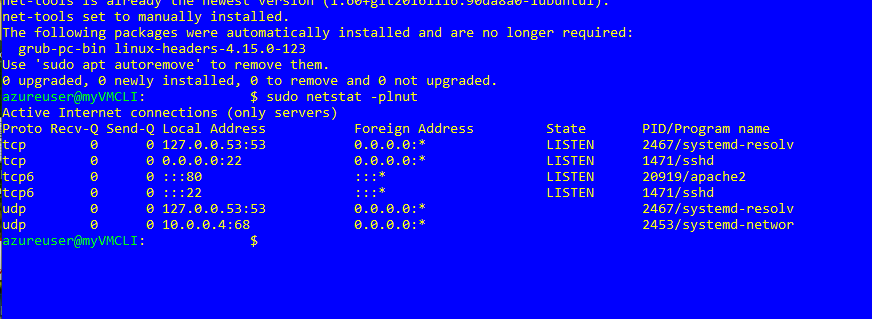 net-tools is already the newest version (1.60+git20161116.90da8a0-1ubuntu1).
net-tools set to manually installed.
The following packages were automatically installed and are no longer required:
  grub-pc-bin linux-headers-4.15.0-123
Use 'sudo apt autoremove' to remove them.
0 upgraded, 0 newly installed, 0 to remove and 0 not upgraded.
azureuser@myVMCLI:             $ sudo netstat -plnut
Active Internet connections (only servers)
Proto Recv-Q Send-Q Local Address           Foreign Address         State       PID/Program name
tcp        0      0 127.0.0.53:53           0.0.0.0:*               LISTEN      2467/systemd-resolv
tcp        0      0 0.0.0.0:22              0.0.0.0:*               LISTEN      1471/sshd
tcp6       0      0 :::80                   :::*                    LISTEN      20919/apache2
tcp6       0      0 :::22                   :::*                    LISTEN      1471/sshd
udp        0      0 127.0.0.53:53           0.0.0.0:*                           2467/systemd-resolv
udp        0      0 10.0.0.4:68             0.0.0.0:*                           2453/systemd-networ
azureuser@myVMCLI:             $